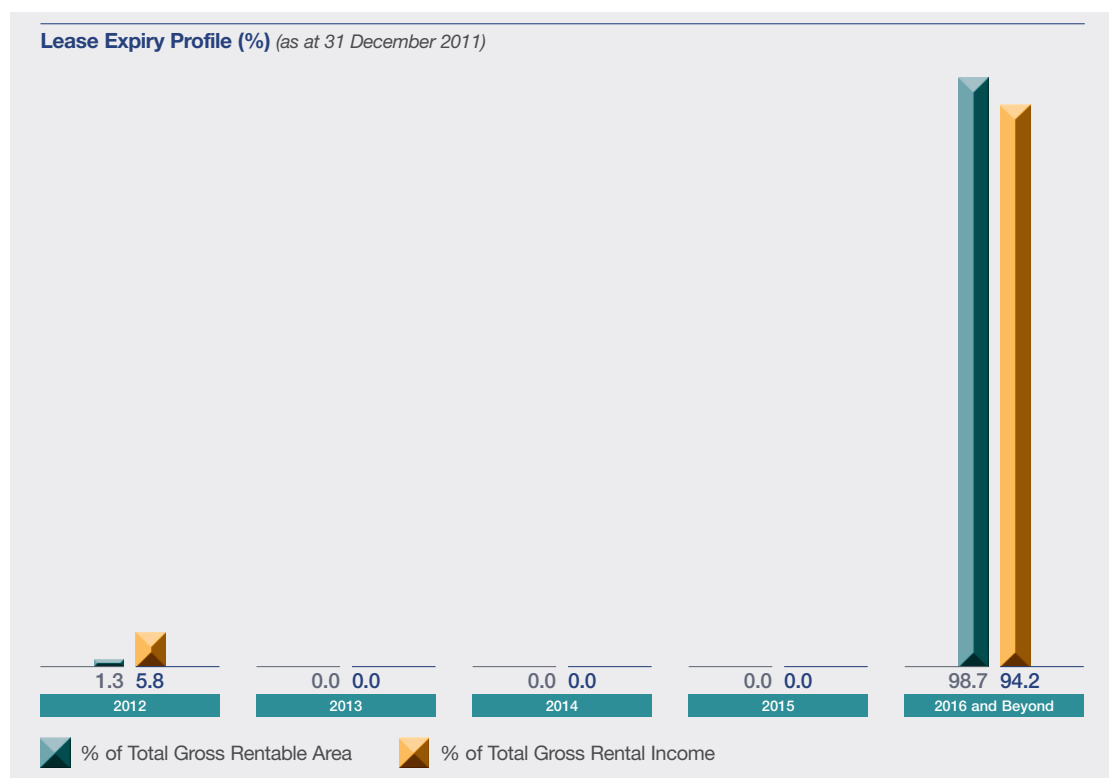 Lease Expiry Profile (%) (as at 31 December 2011)
1.3 5.8 0.0 0.0 0.0 0.0 0.0 0.0 98.7 94.2
2012 2013 2014 2015 2016 and Beyond
% of Total Gross Rentable Area % of Total Gross Rental Income